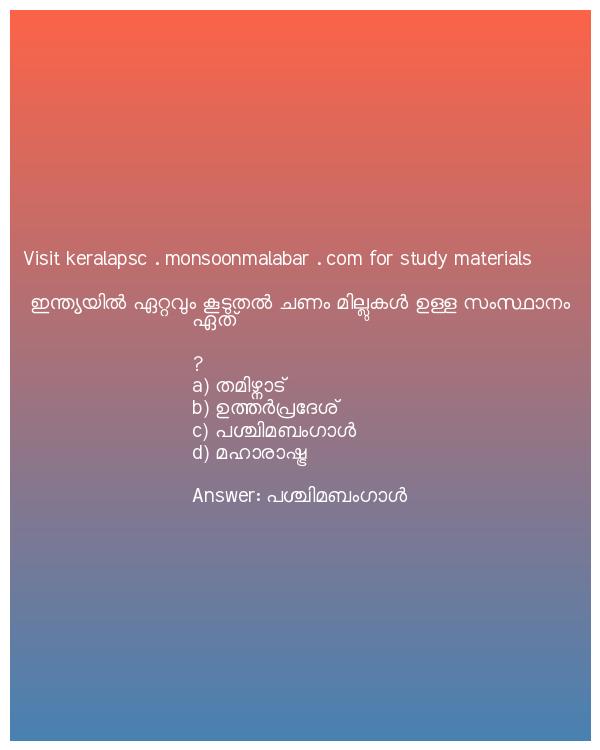 Visit keralapsc . monsoonmalabar . com for study materials
ഇന്ത്യയിൽ ഏറ്റവും കൂടുതൽ ചണം മില്ലുകൾ ഉള്ള സംസ്ഥാനം
ഏത്
?
a) തമിഴ്നാട്
b) ഉത്തർപ്രദേശ്
c) പശ്ചിമബംഗാൾ
d) മഹാരാഷ്ട്ര
Answer: പശ്ചിമബംഗാൾ